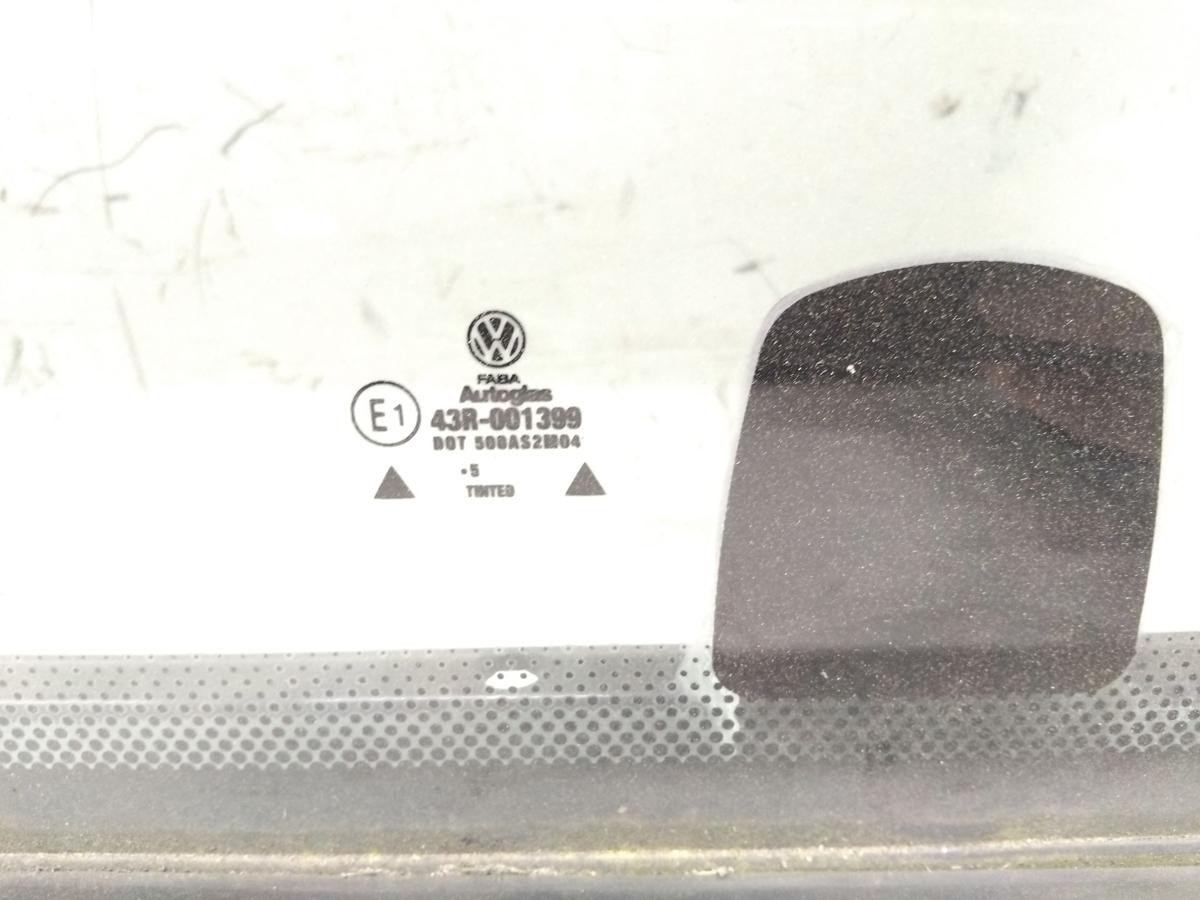 FABA
Autoglas
E1
43R-001399
DOT 500AS2M04
•5
TINTED